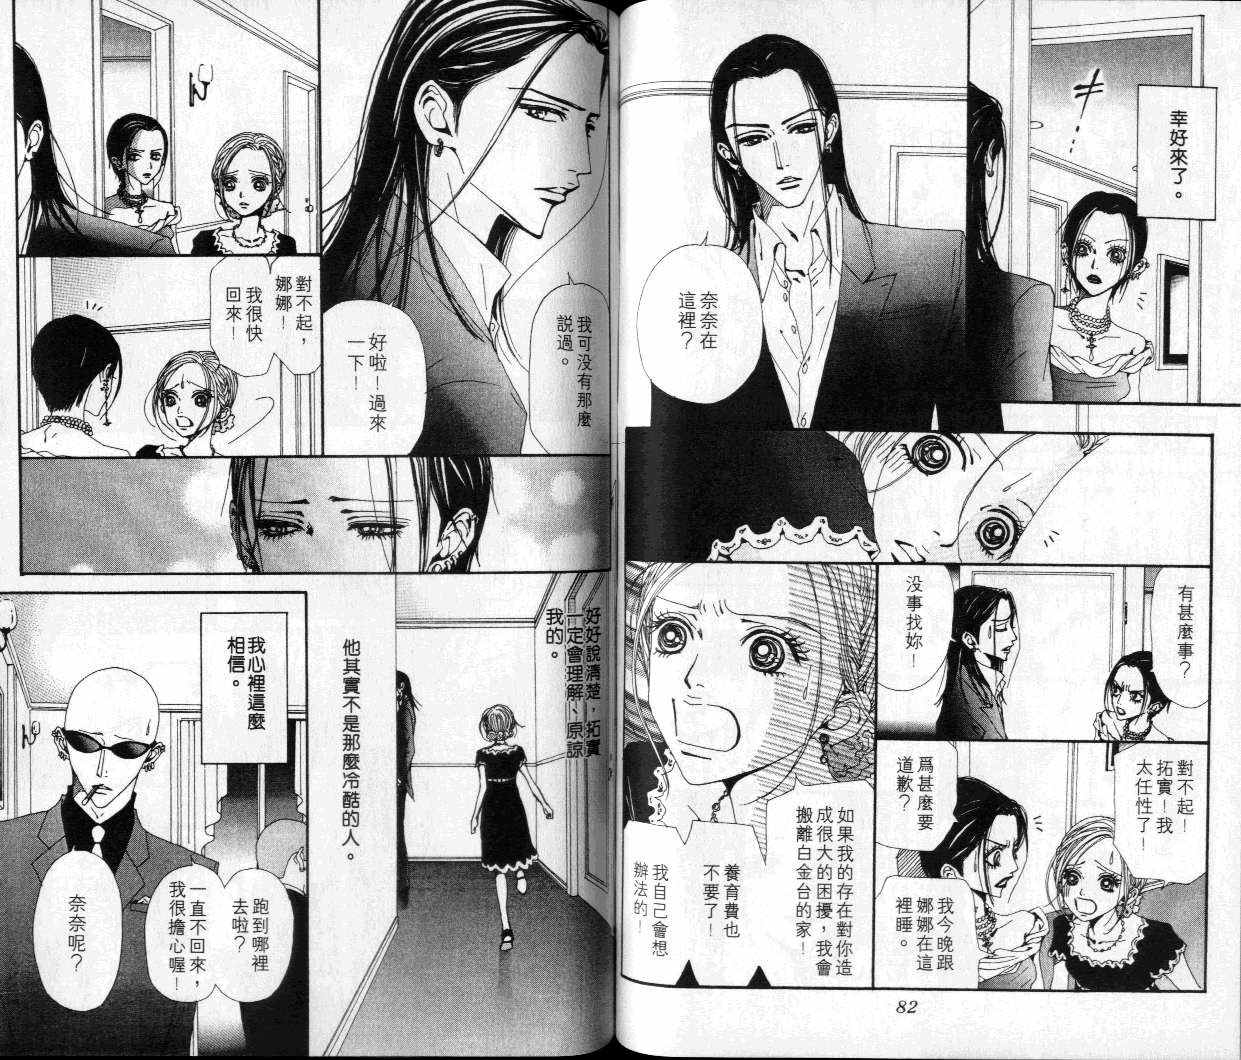 幸好來了。
奈奈在
這裡?
有甚麼事?
沒事找妳!
對不起!
拓實!我
太任性了!
爲甚麼要
道歉?
我今晚跟
娜娜在這
裡睡。
如果我的存在對你造
成很大的困擾,我會
搬離白金台的家!
養育費也
不要了!
我自己會想
辦法的!
82
我可沒有那麼
説過。
好啦!過來
一下!
對不起,
娜娜!
我很快
回來!
好好說清楚,拓實
一定會理解、原諒
我的。
他其實不是那麼冷酷的人。
我心裡這麼
相信。
跑到哪裡
去啦?
一直不回來,
我很擔心喔!
奈奈呢?